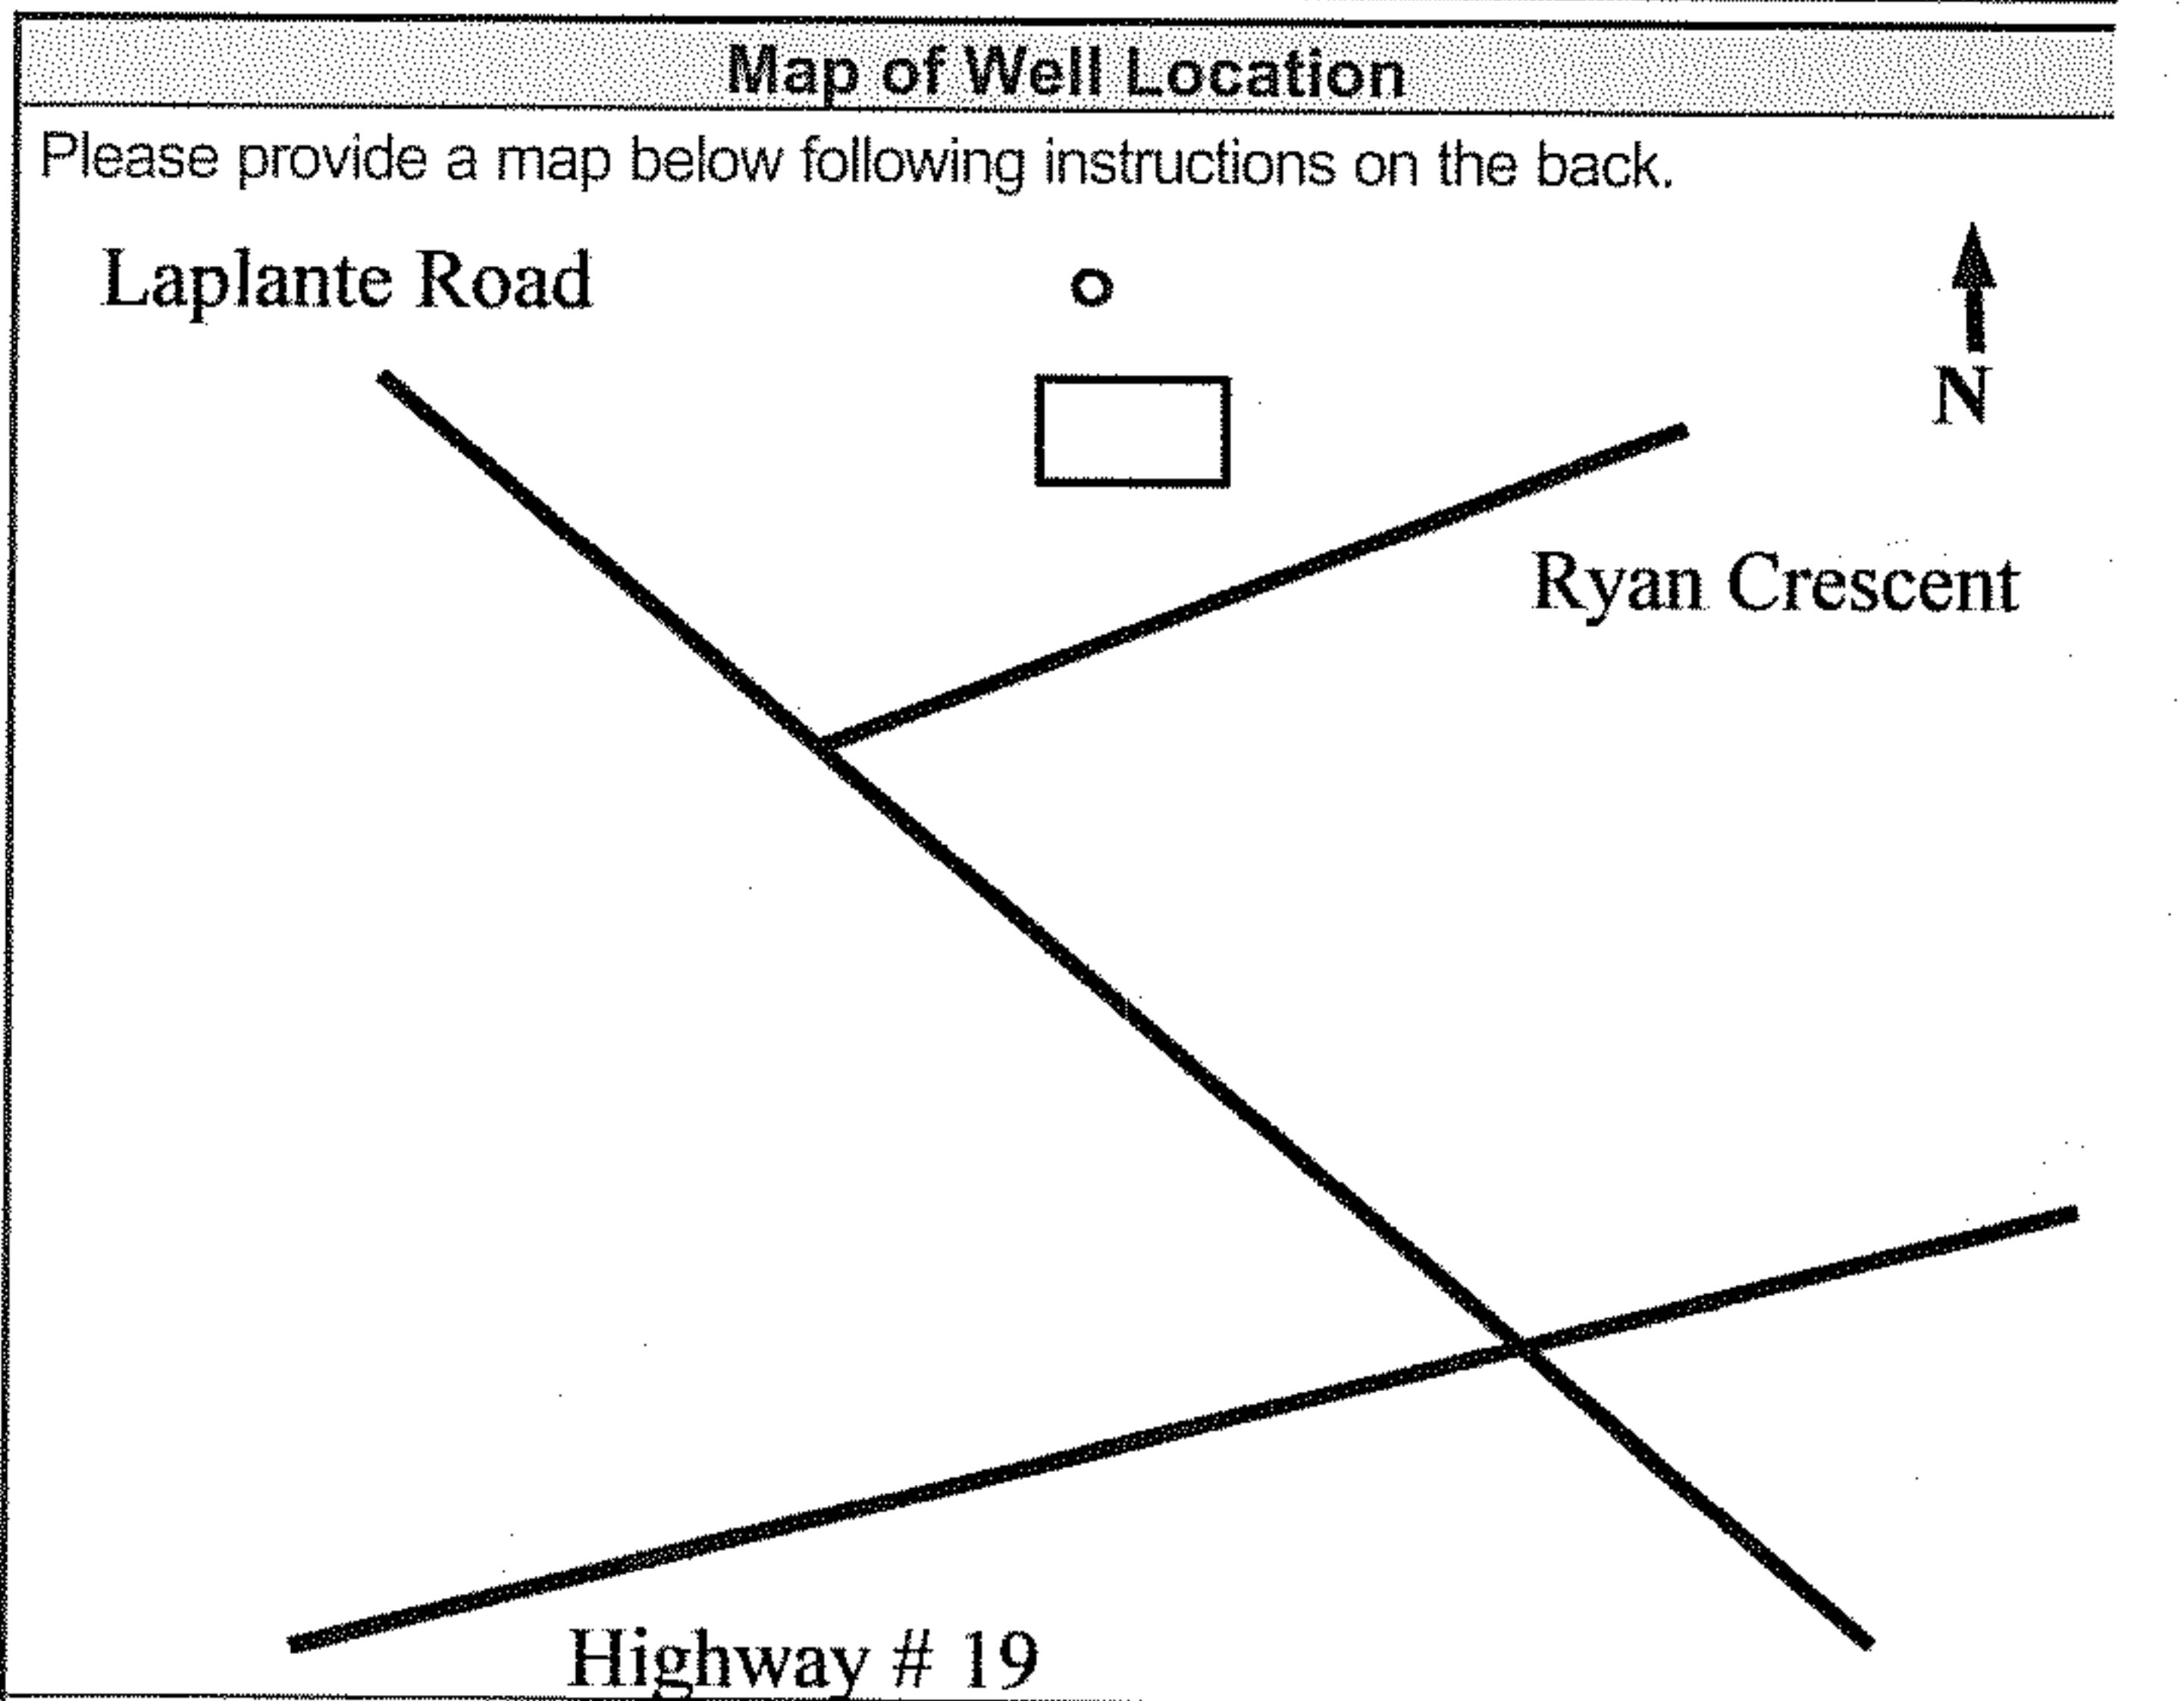 Map of Well Location
Please provide a map below following instructions on the back.
Laplante Road
N
Ryan Crescent
Highway # 19